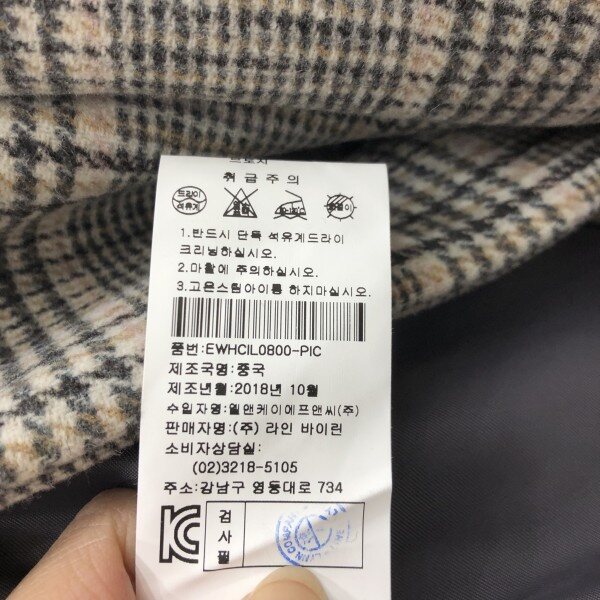 취급주의
드라이
석유계
1.반드시 단독 석유계드라이
크리닝하십시오.
2.마찰에 주의하십시오.
3.고온스팀아이롱 하지마십시오.
품번:EWHCIL0800-PIC
제조국명:중국
제조년월:2018년 10월
수입자명:엘앤케이에프앤씨(주)
판매자명:(주) 라인 바이린
소비자상담실:
(02)3218-5105
주소:강남구 영동대로 734
검
사
필